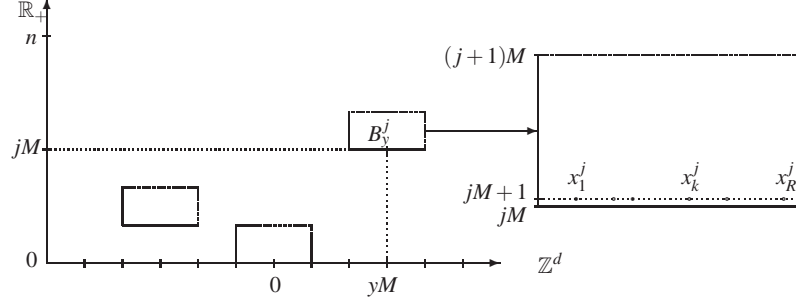 ℝ₊
n
(j+1)M
B_y^j
jM
x_1^j x_k^j x_R^j
jM+1
jM
0
ℤ^d
0 yM